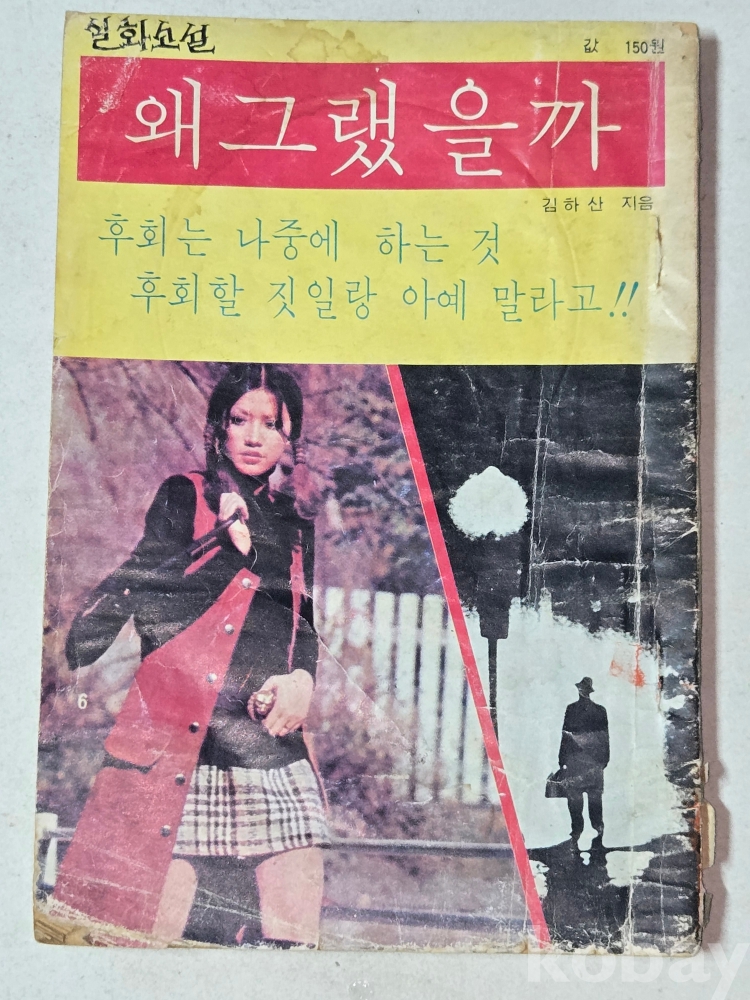 실화소설
값 150원
왜그랬을까
김하산 지음
후회는 나중에 하는 것
후회할 짓일랑 아예 말라고!!
6
kobay